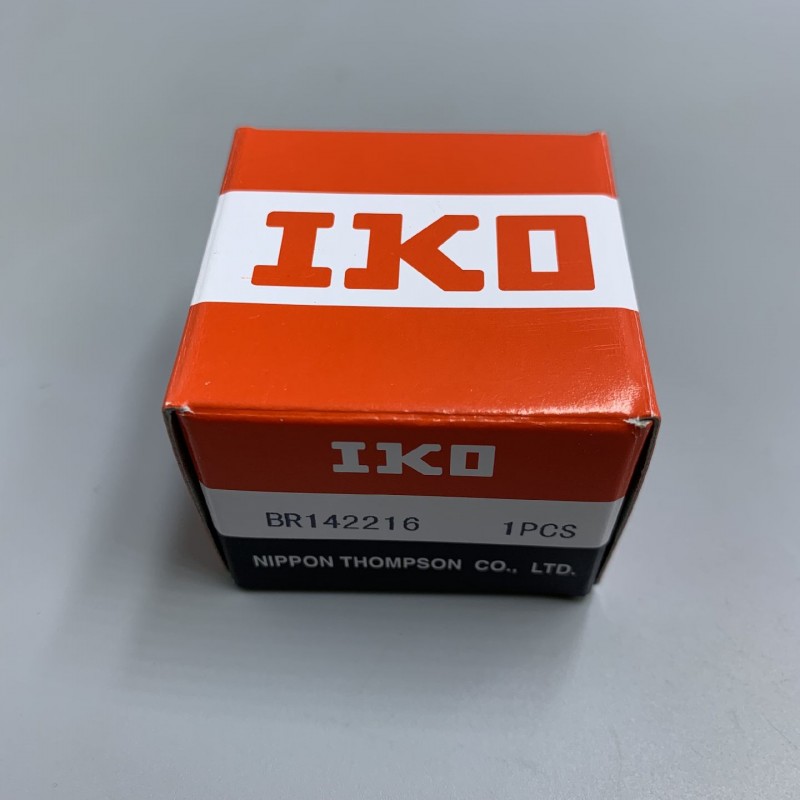 IKO
IKO
BR142216 1PCS
NIPPON THOMPSON CO., LTD.